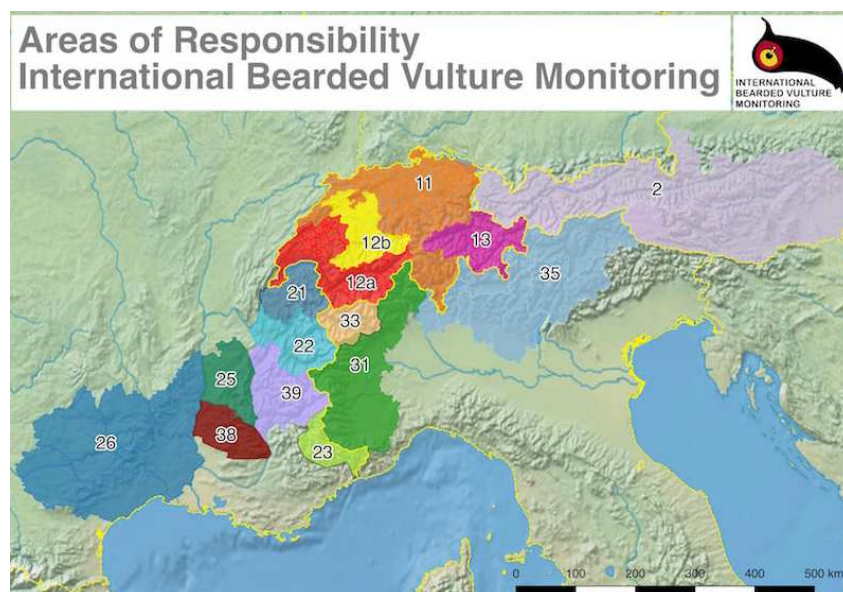 Areas of Responsibility
International Bearded Vulture Monitoring
INTERNATIONAL
BEARDED VULTURE
MONITORING
11
2
12b
13
35
21
12a
33
22
31
25
39
26
38
23
0 100 200 300 400 500 km